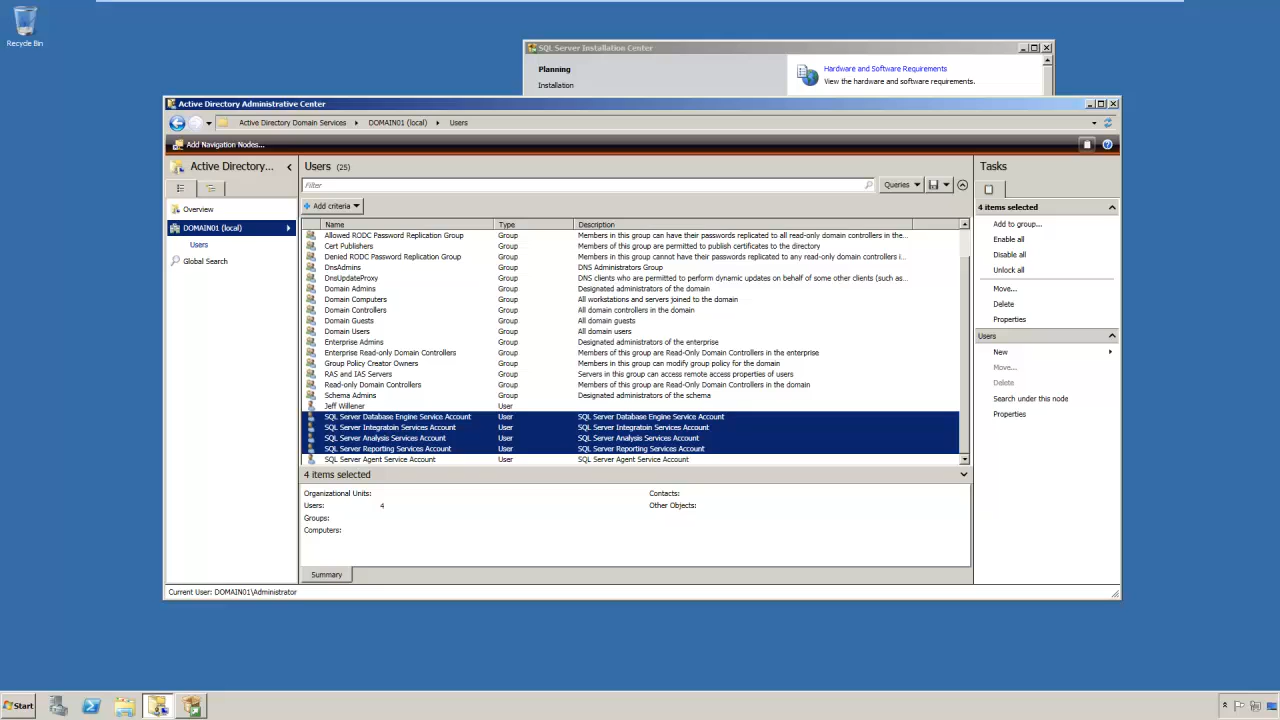 Recycle Bin
SQL Server Installation Center
Planning
Installation
Hardware and Software Requirements
View the hardware and software requirements.
Active Directory Administrative Center
Active Directory Domain Services DOMAIN01 (local) Users
Add Navigation Nodes...
Active Directory...
Overview
DOMAIN01 (local)
Users
Global Search
Users (25)
Filter
Queries
Add criteria
Name Type Description
Allowed RODC Password Replication Group Group Members in this group can have their passwords replicated to all read-only domain controllers in the...
Cert Publishers Group Members of this group are permitted to publish certificates to the directory
Denied RODC Password Replication Group Group Members in this group cannot have their passwords replicated to any read-only domain controllers i...
DnsAdmins Group DNS Administrators Group
DnsUpdateProxy Group DNS clients who are permitted to perform dynamic updates on behalf of some other clients (such as...
Domain Admins Group Designated administrators of the domain
Domain Computers Group All workstations and servers joined to the domain
Domain Controllers Group All domain controllers in the domain
Domain Guests Group All domain guests
Domain Users Group All domain users
Enterprise Admins Group Designated administrators of the enterprise
Enterprise Read-only Domain Controllers Group Members of this group are Read-Only Domain Controllers in the enterprise
Group Policy Creator Owners Group Members in this group can modify group policy for the domain
RAS and IAS Servers Group Servers in this group can access remote access properties of users
Read-only Domain Controllers Group Members of this group are Read-Only Domain Controllers in the domain
Schema Admins Group Designated administrators of the schema
Jeff Willener User
SQL Server Database Engine Service Account User SQL Server Database Engine Service Account
SQL Server Integratoin Services Account User SQL Server Integratoin Services Account
SQL Server Analysis Services Account User SQL Server Analysis Services Account
SQL Server Reporting Services Account User SQL Server Reporting Services Account
SQL Server Agent Service Account User SQL Server Agent Service Account
4 items selected
Organizational Units: Contacts:
Users: 4 Other Objects:
Groups:
Computers:
Summary
Tasks
4 items selected
Add to group...
Enable all
Disable all
Unlock all
Move...
Delete
Properties
Users
New
Move...
Delete
Search under this node
Properties
Current User: DOMAIN01\Administrator
Start